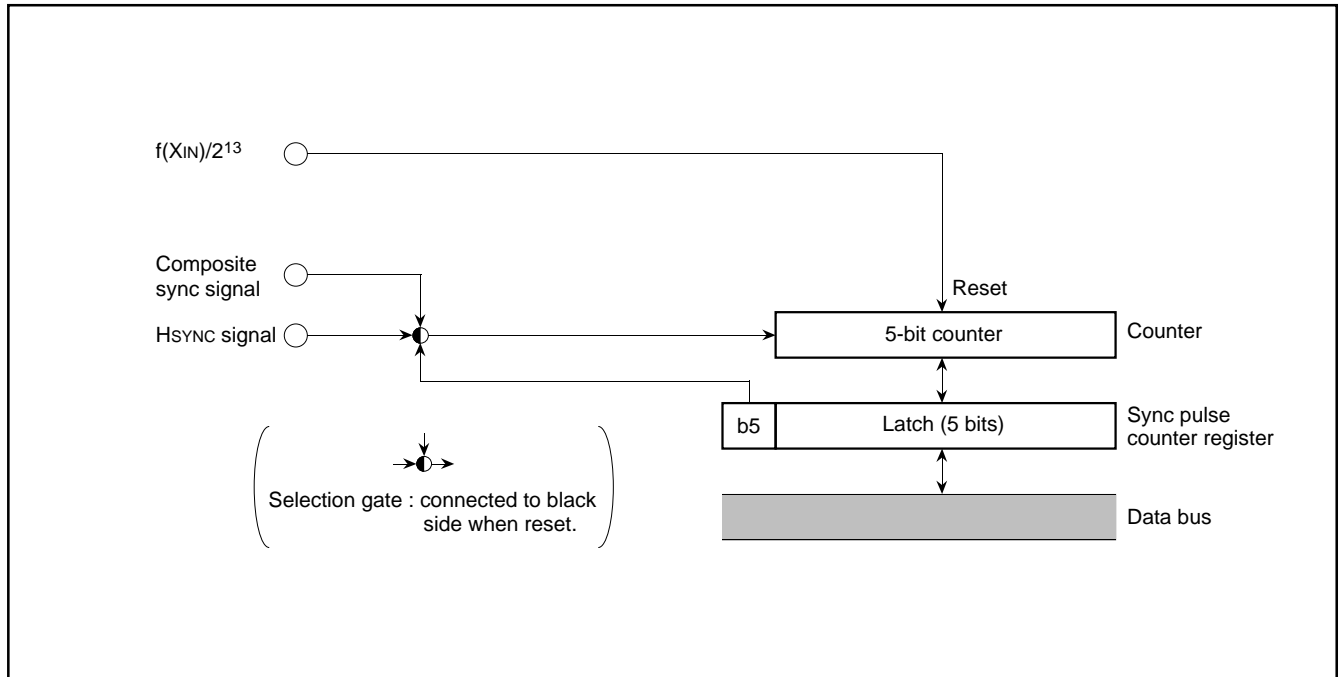 f(XIN)/2¹³
Composite
sync signal
HSYNC signal
Reset
5-bit counter
Counter
b5
Latch (5 bits)
Sync pulse
counter register
Selection gate : connected to black
side when reset.
Data bus